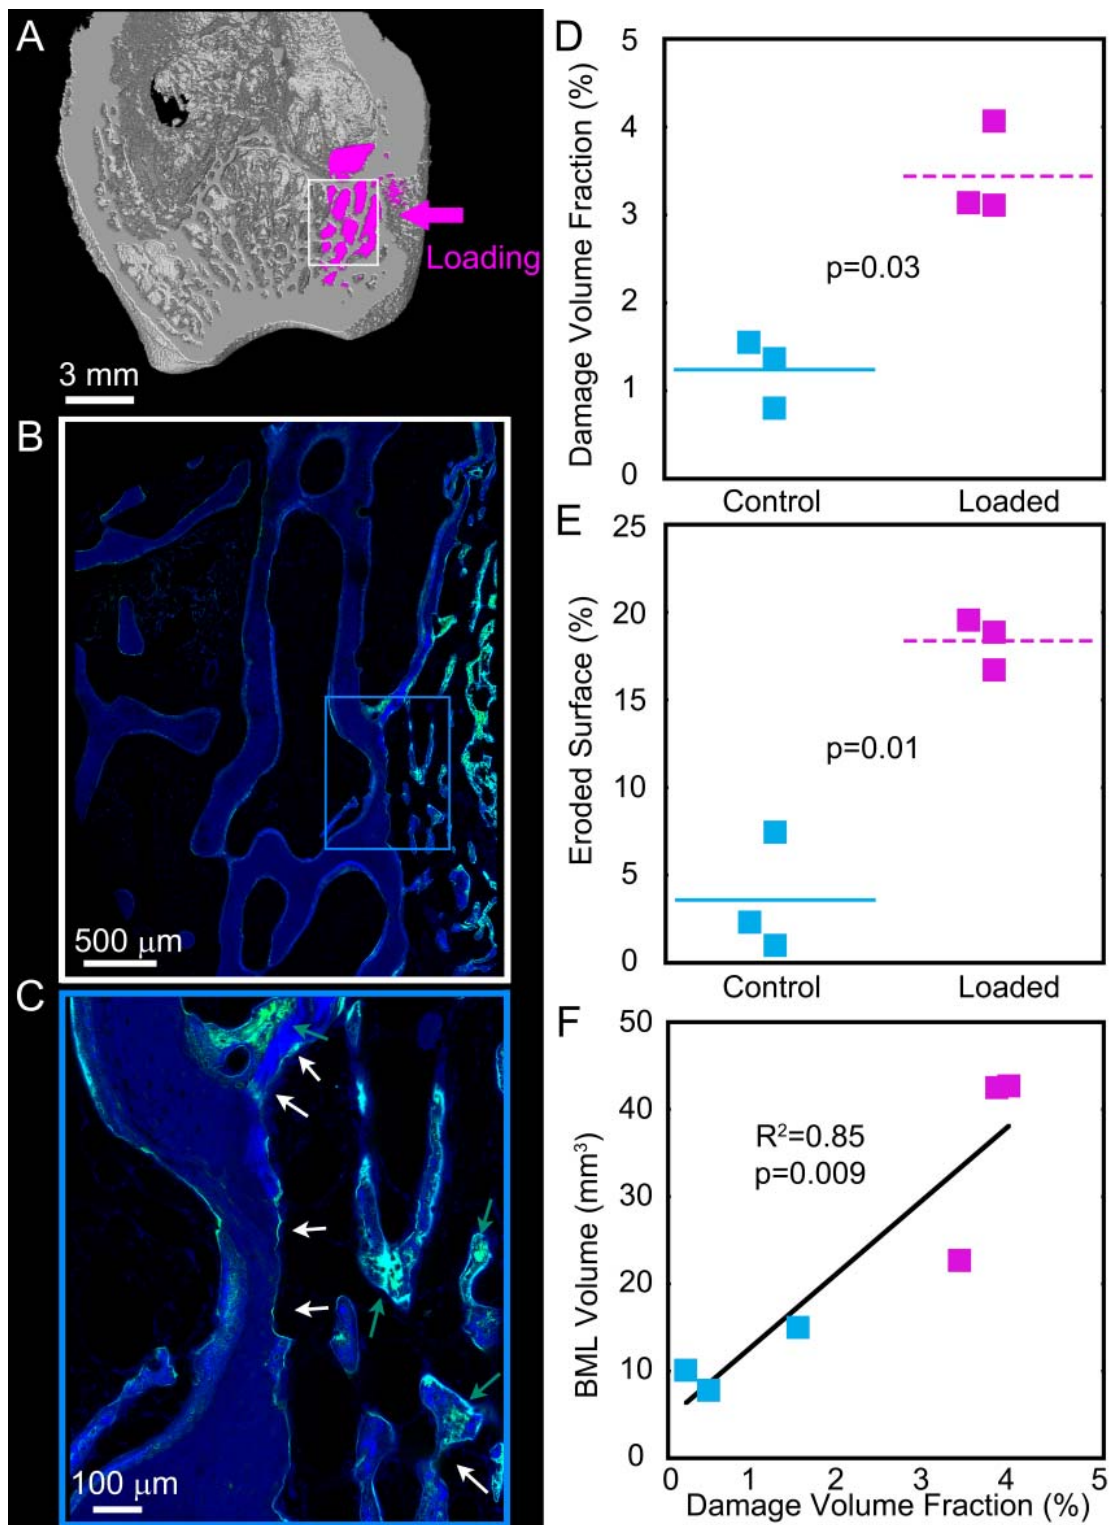 A
Loading
3 mm
B
500 μm
C
100 μm
D
Damage Volume Fraction (%)
5
4
3
2
1
0
p=0.03
Control
Loaded
E
Eroded Surface (%)
25
20
15
10
5
0
p=0.01
Control
Loaded
F
BML Volume (mm³)
50
40
30
20
10
0
R²=0.85
p=0.009
0 1 2 3 4 5
Damage Volume Fraction (%)